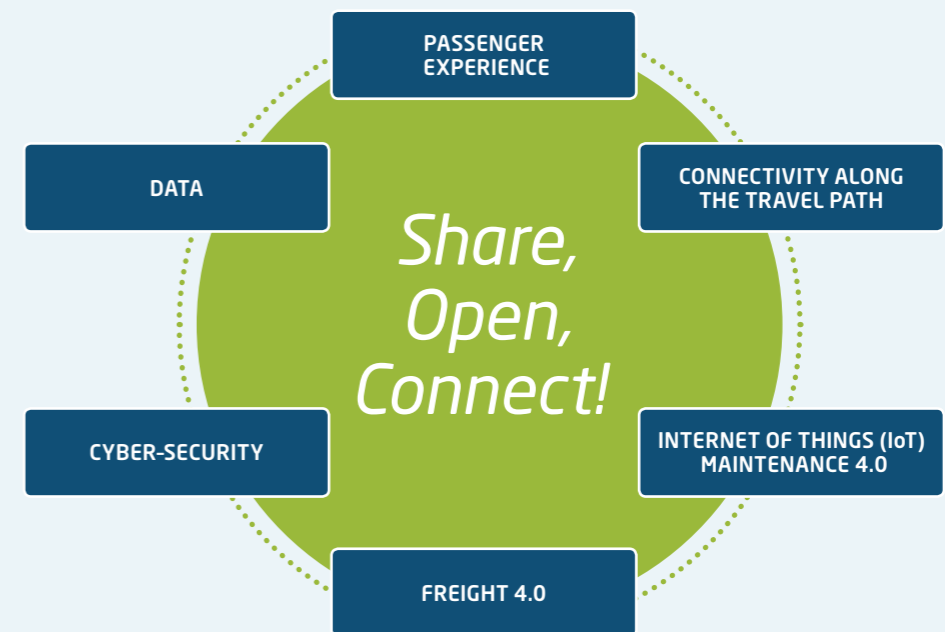 PASSENGER
EXPERIENCE
DATA
CONNECTIVITY ALONG
THE TRAVEL PATH
Share,
Open,
Connect!
CYBER-SECURITY
INTERNET OF THINGS (IoT)
MAINTENANCE 4.0
FREIGHT 4.0